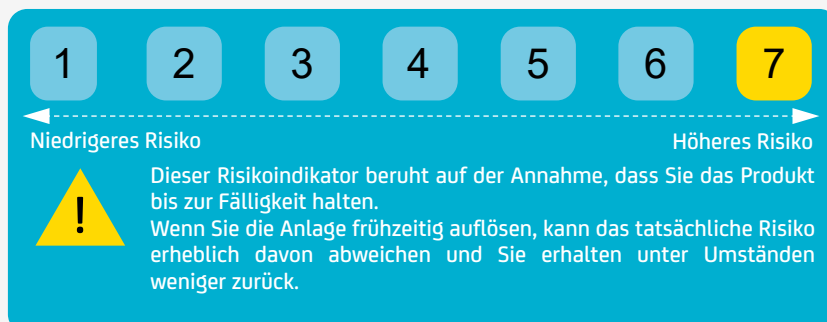 1 2 3 4 5 6 7
Niedrigeres Risiko Höheres Risiko
!
Dieser Risikoindikator beruht auf der Annahme, dass Sie das Produkt
bis zur Fälligkeit halten.
Wenn Sie die Anlage frühzeitig auflösen, kann das tatsächliche Risiko
erheblich davon abweichen und Sie erhalten unter Umständen
weniger zurück.